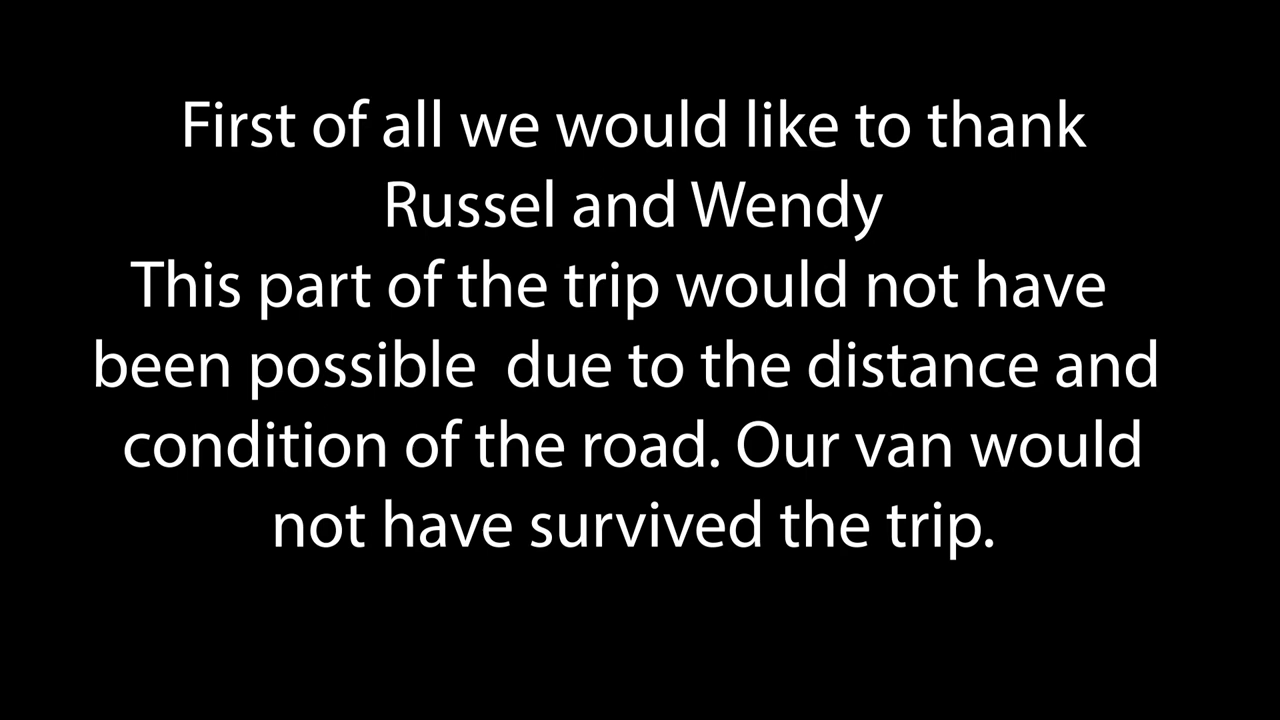 First of all we would like to thank
Russel and Wendy
This part of the trip would not have
been possible  due to the distance and
condition of the road. Our van would
not have survived the trip.